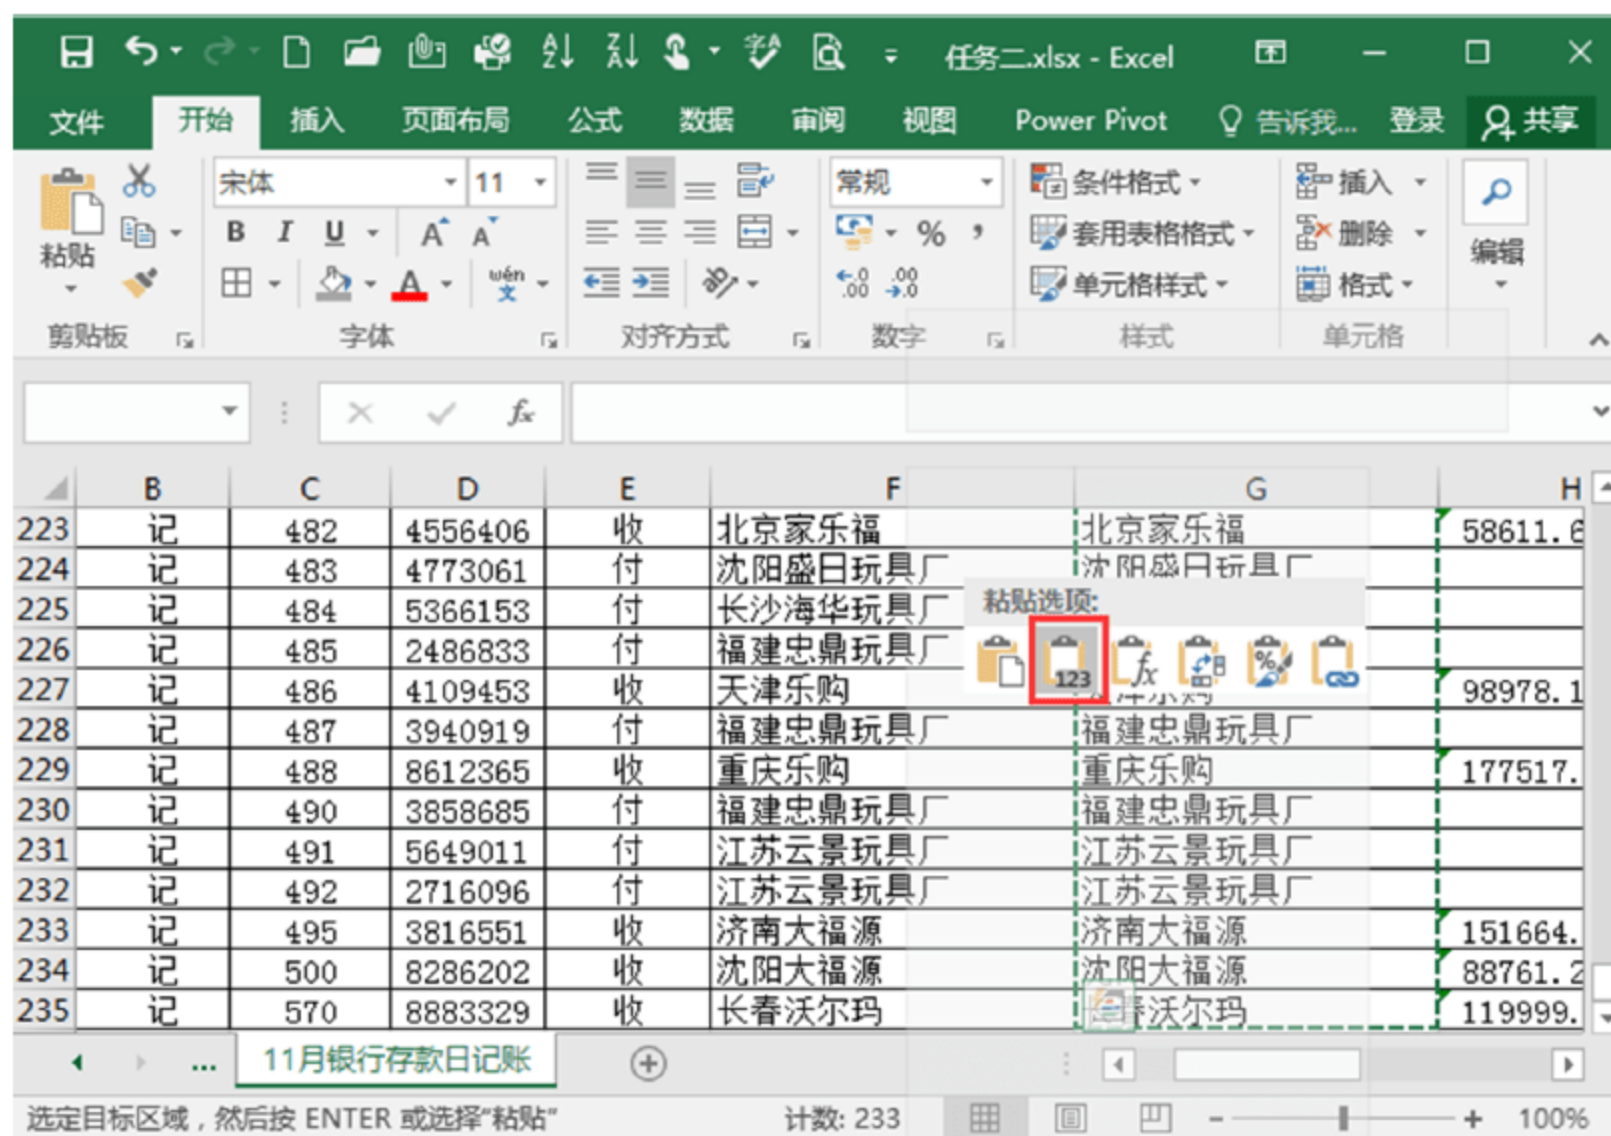 任务二.xlsx - Excel
文件 开始 插入 页面布局 公式 数据 审阅 视图 Power Pivot 告诉我... 登录 共享
宋体 11 常规 条件格式 插入
粘贴 B I U A A % , 套用表格格式 删除 编辑
A wén 文 .0 .00 .00 .0 单元格样式 格式
剪贴板 字体 对齐方式 数字 样式 单元格
fx
B C D E F G H
223 记 482 4556406 收 北京家乐福 北京家乐福 58611.6
224 记 483 4773061 付 沈阳盛日玩具厂 沈阳盛日玩具厂
225 记 484 5366153 付 长沙海华玩具厂
粘贴选项:
226 记 485 2486833 付 福建忠鼎玩具厂
123 fx %
227 记 486 4109453 收 天津乐购 天津乐购 98978.1
228 记 487 3940919 付 福建忠鼎玩具厂 福建忠鼎玩具厂
229 记 488 8612365 收 重庆乐购 重庆乐购 177517.
230 记 490 3858685 付 福建忠鼎玩具厂 福建忠鼎玩具厂
231 记 491 5649011 付 江苏云景玩具厂 江苏云景玩具厂
232 记 492 2716096 付 江苏云景玩具厂 江苏云景玩具厂
233 记 495 3816551 收 济南大福源 济南大福源 151664.
234 记 500 8286202 收 沈阳大福源 沈阳大福源 88761.2
235 记 570 8883329 收 长春沃尔玛 春沃尔玛 119999.
... 11月银行存款日记账
选定目标区域，然后按 ENTER 或选择"粘贴" 计数: 233 100%